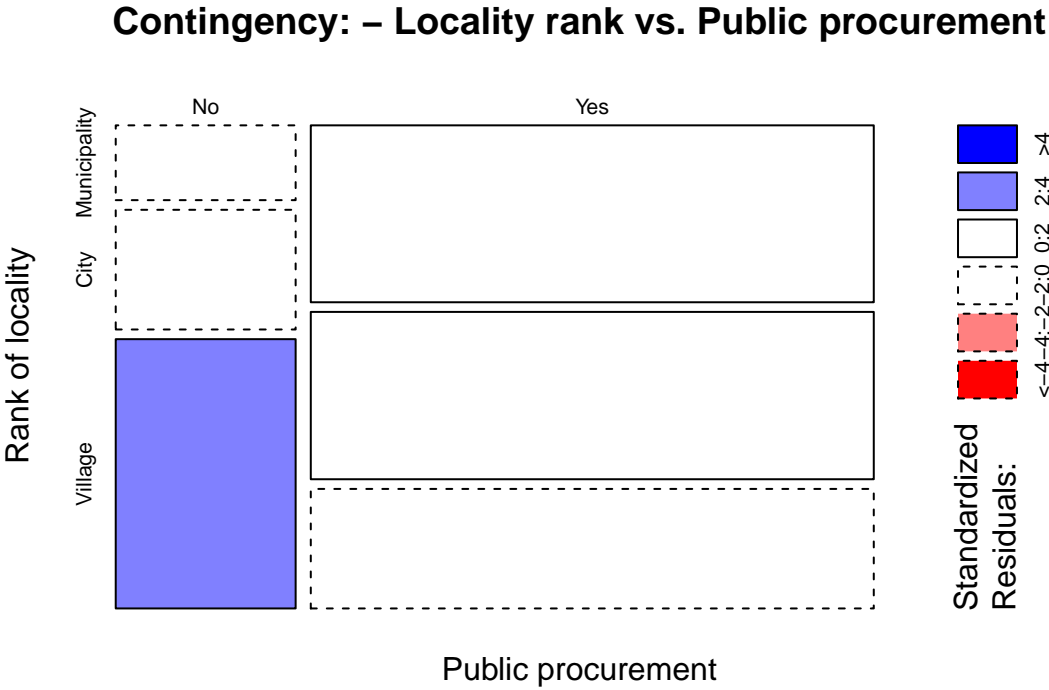 Contingency: – Locality rank vs. Public procurement
No
Yes
Municipality
City
Village
Rank of locality
Public procurement
Standardized
Residuals:
<−4
−4:−2
−2:0
0:2
2:4
>4